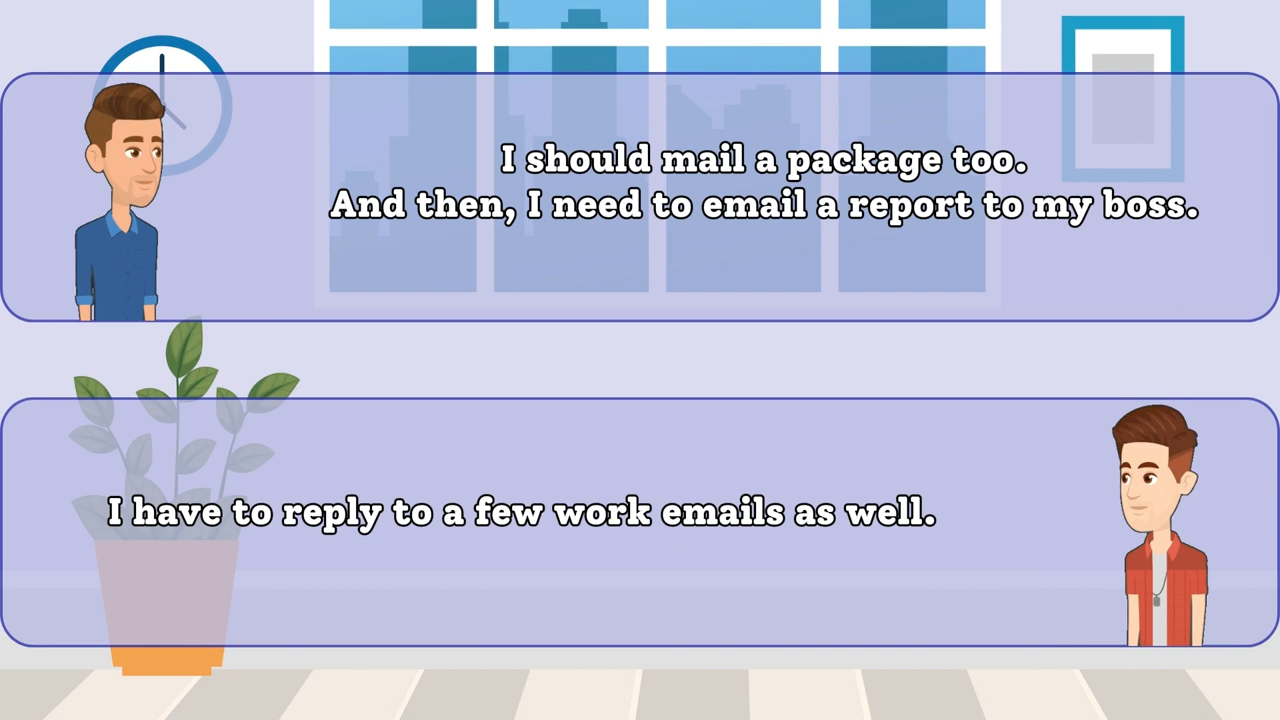 I should mail a package too.
And then, I need to email a report to my boss.
I have to reply to a few work emails as well.